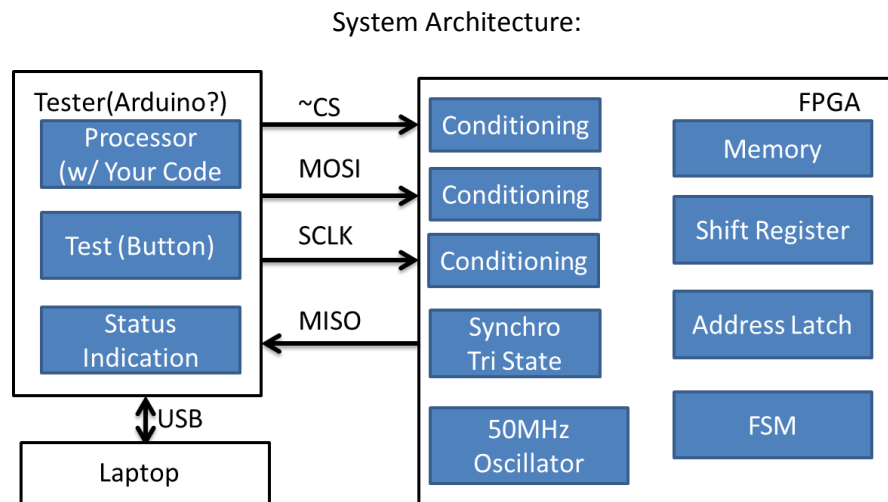 System Architecture:
Tester(Arduino?)
Processor
(w/ Your Code
Test (Button)
Status
Indication
USB
Laptop
~CS
MOSI
SCLK
MISO
FPGA
Conditioning
Conditioning
Conditioning
Synchro
Tri State
50MHz
Oscillator
Memory
Shift Register
Address Latch
FSM